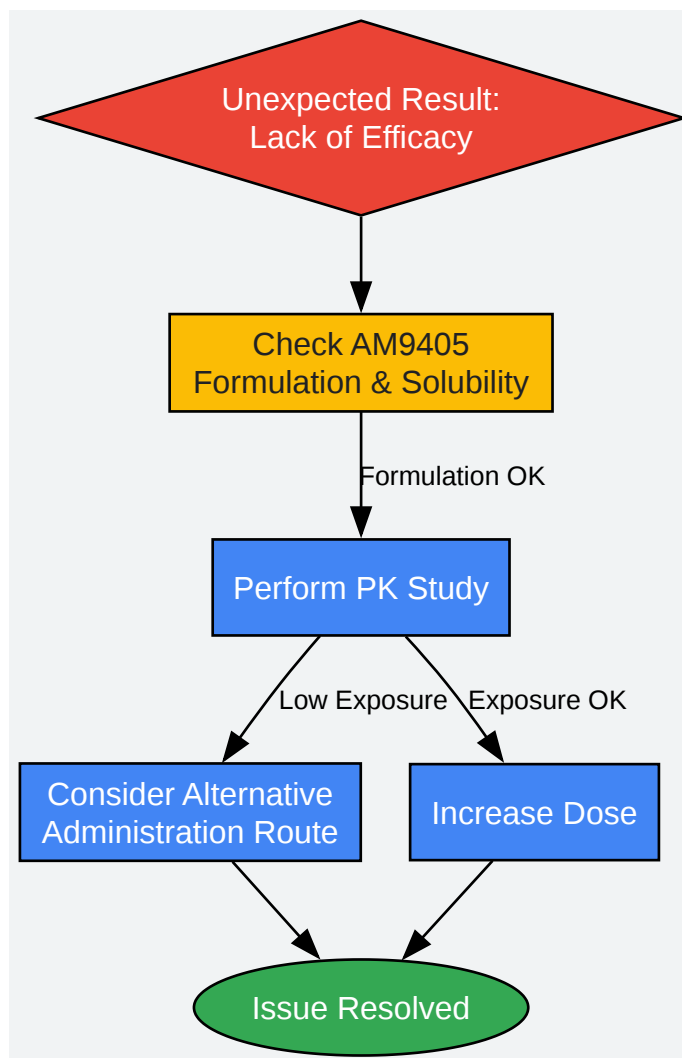 Unexpected Result:
Lack of Efficacy
Check AM9405
Formulation & Solubility
Formulation OK
Perform PK Study
Low Exposure
Exposure OK
Consider Alternative
Administration Route
Increase Dose
Issue Resolved